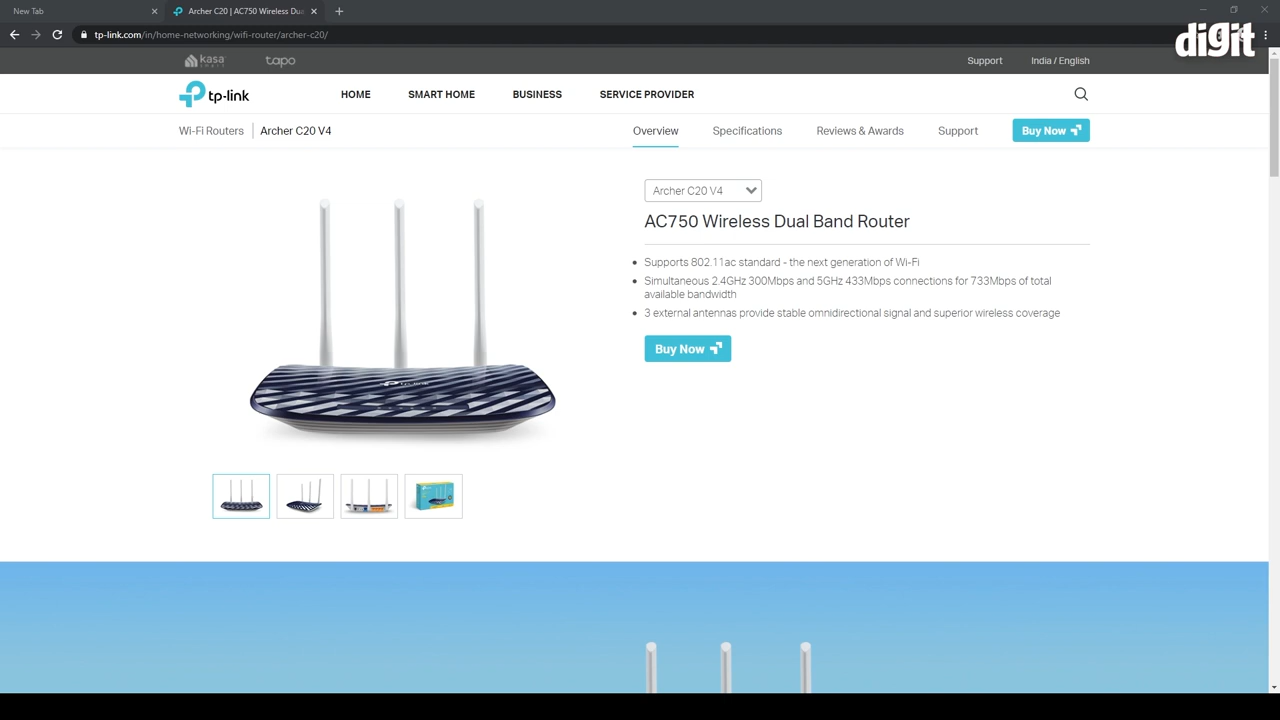 New Tab
Archer C20 | AC750 Wireless Dua
tp-link.com/in/home-networking/wifi-router/archer-c20/
digit
kasa
smart
tapo
Support
India / English
tp-link
HOME
SMART HOME
BUSINESS
SERVICE PROVIDER
Wi-Fi Routers
Archer C20 V4
Overview
Specifications
Reviews & Awards
Support
Buy Now
Archer C20 V4
AC750 Wireless Dual Band Router
Supports 802.11ac standard - the next generation of Wi-Fi
Simultaneous 2.4GHz 300Mbps and 5GHz 433Mbps connections for 733Mbps of total
available bandwidth
3 external antennas provide stable omnidirectional signal and superior wireless coverage
Buy Now
tp-link